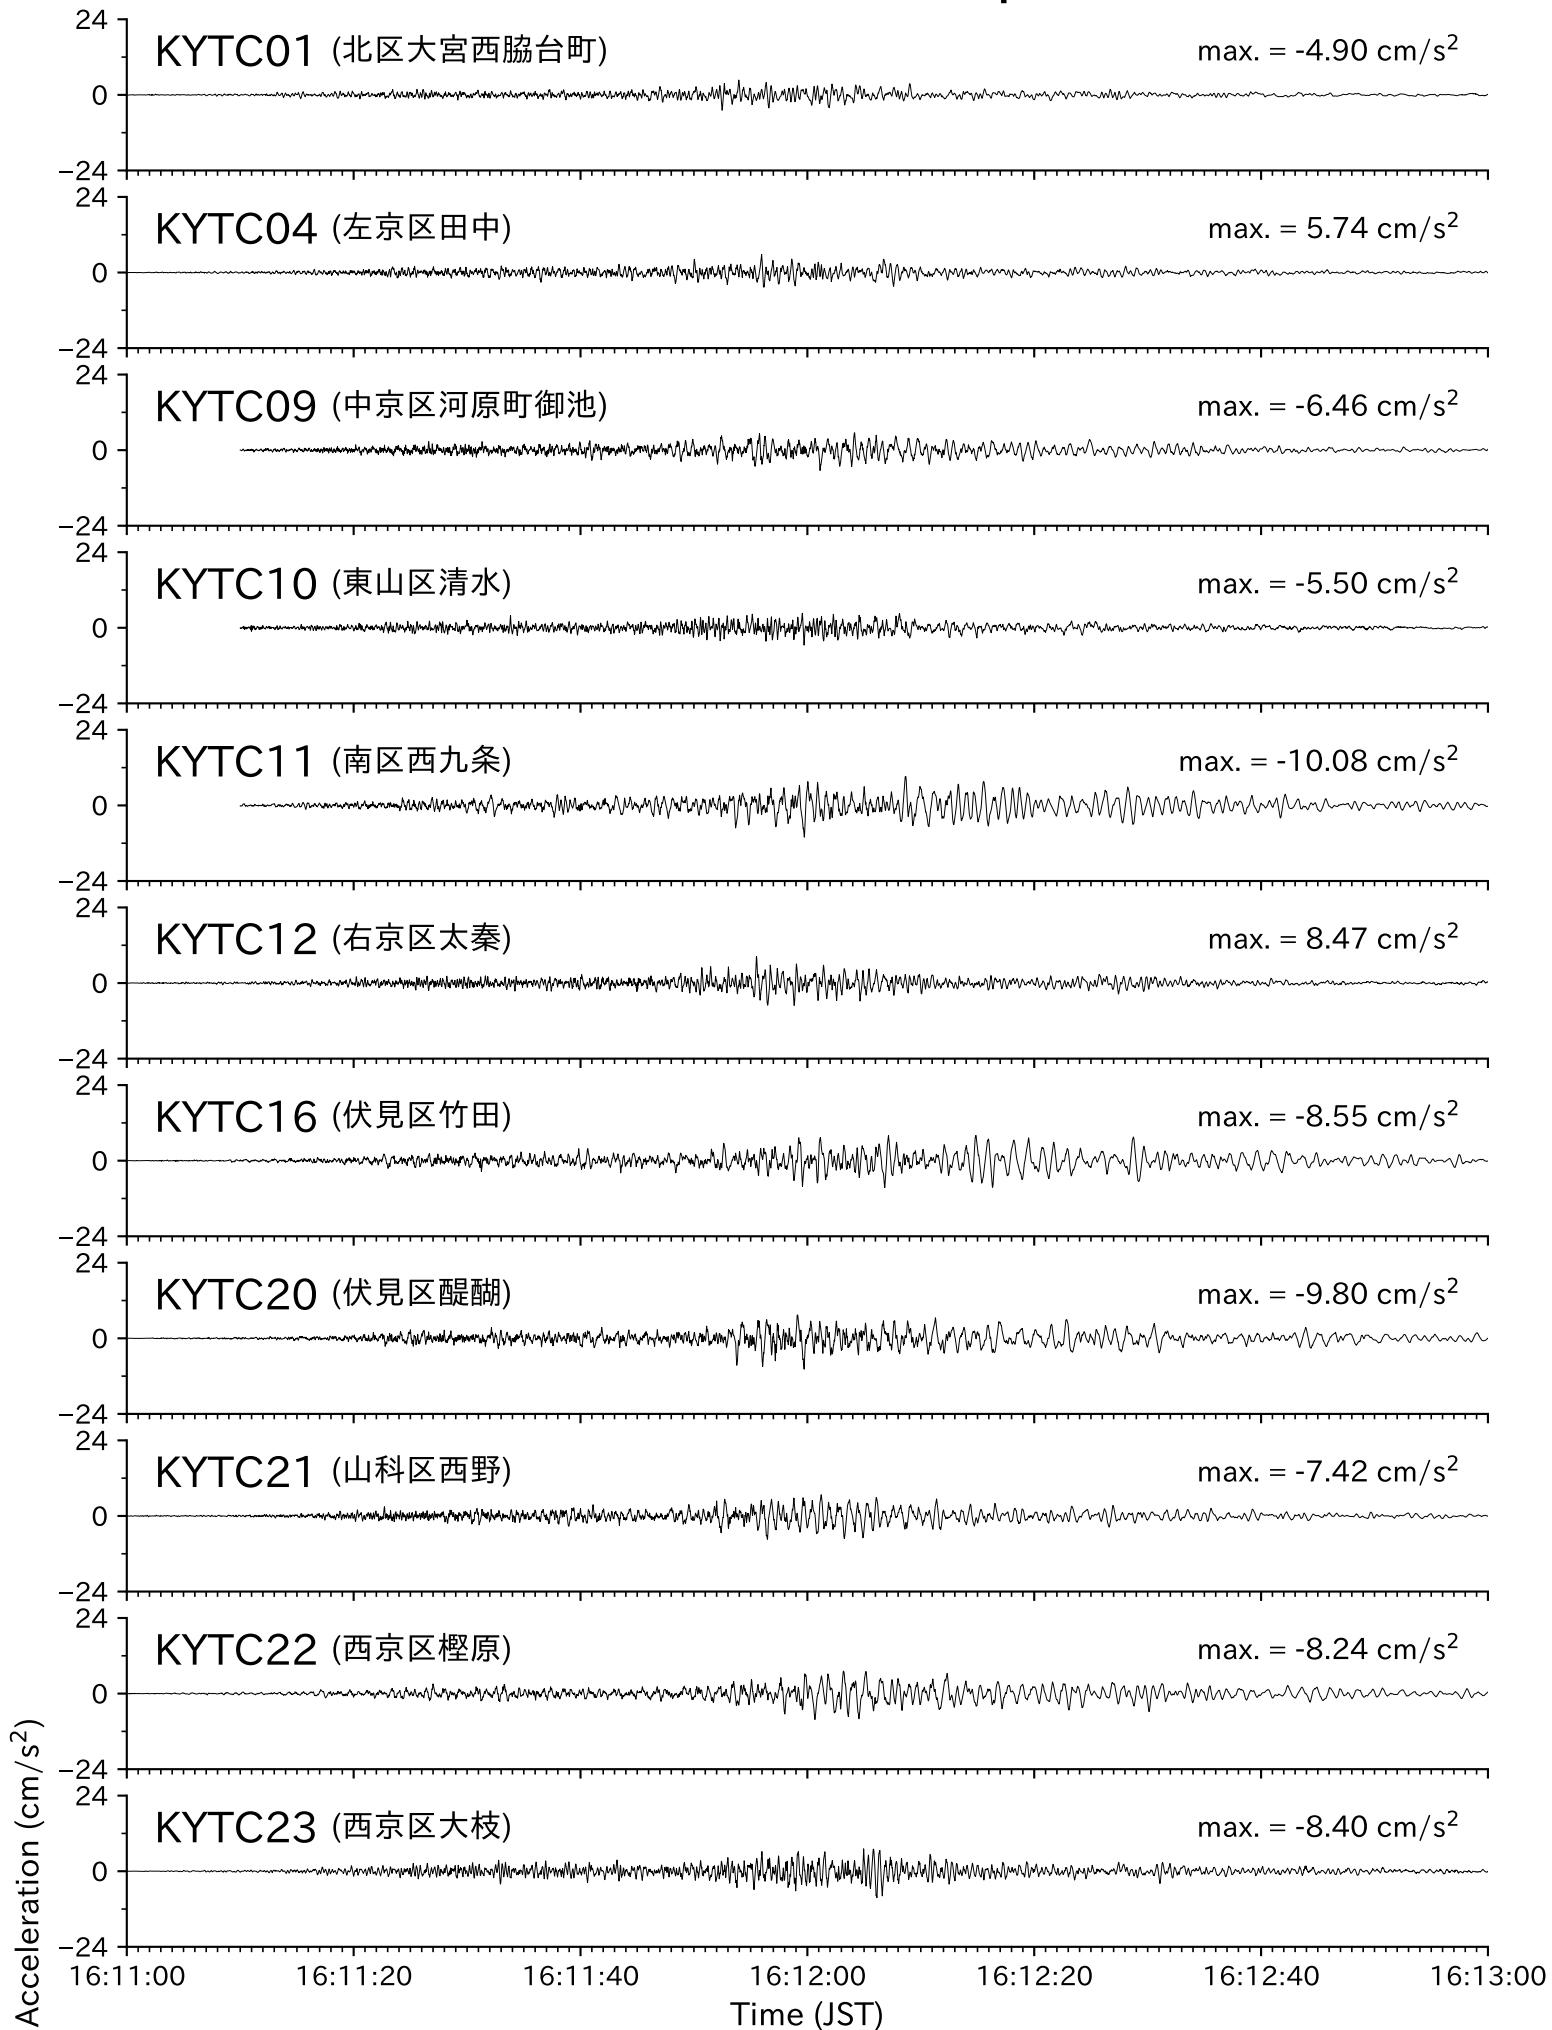 24
KYTC01 (北区大宮西脇台町) max. = -4.90 cm/s²
0
−24
24
KYTC04 (左京区田中) max. = 5.74 cm/s²
0
−24
24
KYTC09 (中京区河原町御池) max. = -6.46 cm/s²
0
−24
24
KYTC10 (東山区清水) max. = -5.50 cm/s²
0
−24
24
KYTC11 (南区西九条) max. = -10.08 cm/s²
0
−24
24
KYTC12 (右京区太秦) max. = 8.47 cm/s²
0
−24
24
KYTC16 (伏見区竹田) max. = -8.55 cm/s²
0
−24
24
KYTC20 (伏見区醍醐) max. = -9.80 cm/s²
0
−24
24
KYTC21 (山科区西野) max. = -7.42 cm/s²
0
−24
24
KYTC22 (西京区樫原) max. = -8.24 cm/s²
0
−24
24
KYTC23 (西京区大枝) max. = -8.40 cm/s²
0
−24
Acceleration (cm/s²)
16:11:00 16:11:20 16:11:40 16:12:00 16:12:20 16:12:40 16:13:00
Time (JST)